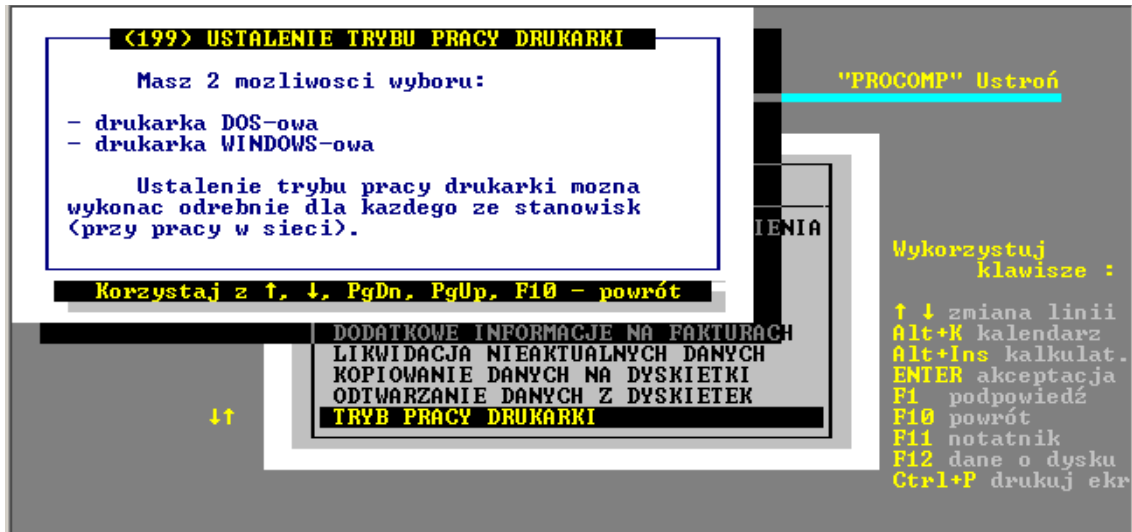 (199) USTALENIE TRYBU PRACY DRUKARKI
Masz 2 mozliwosci wyboru:
- drukarka DOS-owa
- drukarka WINDOWS-owa
Ustalenie trybu pracy drukarki mozna
wykonac odrebnie dla kazdego ze stanowisk
(przy pracy w sieci).
Korzystaj z ↑, ↓, PgDn, PgUp, F10 - powrót
"PROCOMP" Ustroń
IENIA
DODATKOWE INFORMACJE NA FAKTURACH
LIKWIDACJA NIEAKTUALNYCH DANYCH
KOPIOWANIE DANYCH NA DYSKIETKI
ODTWARZANIE DANYCH Z DYSKIETEK
↓↑ TRYB PRACY DRUKARKI
Wykorzystuj
klawisze :
↑ ↓ zmiana linii
Alt+K kalendarz
Alt+Ins kalkulat.
ENTER akceptacja
F1 podpowiedź
F10 powrót
F11 notatnik
F12 dane o dysku
Ctrl+P drukuj ekr